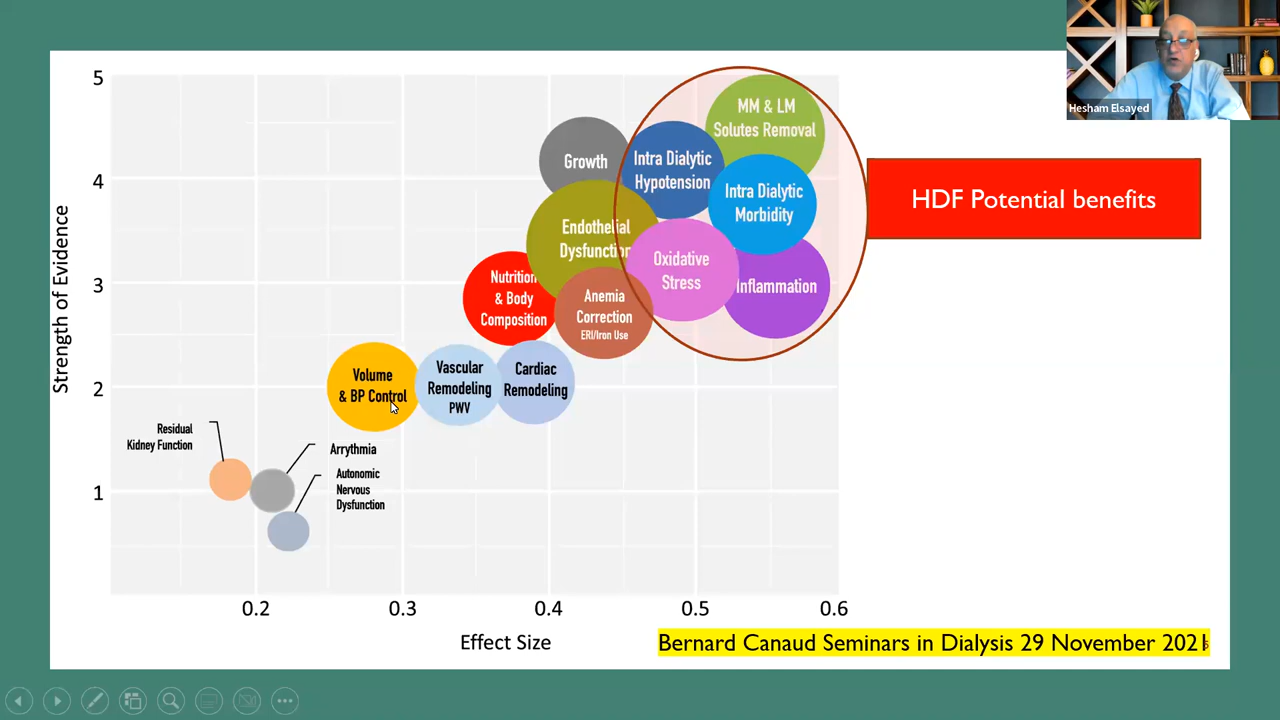 Hesham Elsayed
HDF Potential benefits
5
4
3
2
1
Strength of Evidence
MM & LM
Solutes Removal
Growth
Intra Dialytic
Hypotension
Intra Dialytic
Morbidity
Endothelial
Dysfunction
Oxidative
Stress
Inflammation
Nutrition
& Body
Composition
Anemia
Correction
ERI/Iron Use
Volume
& BP Control
Vascular
Remodeling
PWV
Cardiac
Remodeling
Residual
Kidney Function
Arrythmia
Autonomic
Nervous
Dysfunction
0.2
0.3
0.4
0.5
0.6
Effect Size
Bernard Canaud Seminars in Dialysis 29 November 2021